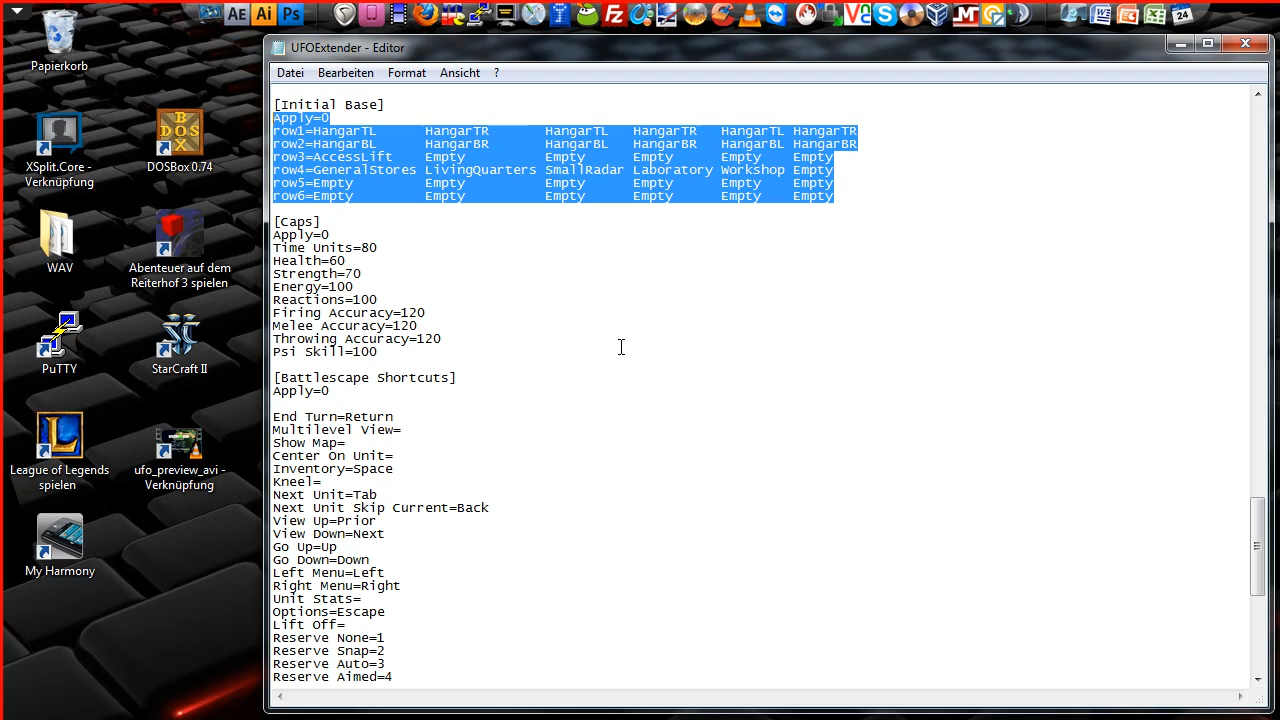 AE Ai Ps
24
UFOExtender - Editor
Datei Bearbeiten Format Ansicht ?
[Initial Base]
Apply=0
row1=HangarTL HangarTR HangarTL HangarTR HangarTL HangarTR
row2=HangarBL HangarBR HangarBL HangarBR HangarBL HangarBR
row3=AccessLift Empty Empty Empty Empty Empty
row4=GeneralStores LivingQuarters SmallRadar Laboratory Workshop Empty
row5=Empty Empty Empty Empty Empty Empty
row6=Empty Empty Empty Empty Empty Empty
[Caps]
Apply=0
Time Units=80
Health=60
Strength=70
Energy=100
Reactions=100
Firing Accuracy=120
Melee Accuracy=120
Throwing Accuracy=120
Psi Skill=100
[Battlescape Shortcuts]
Apply=0
End Turn=Return
Multilevel View=
Show Map=
Center On Unit=
Inventory=Space
Kneel=
Next Unit=Tab
Next Unit Skip Current=Back
View Up=Prior
View Down=Next
Go Up=Up
Go Down=Down
Left Menu=Left
Right Menu=Right
Unit Stats=
Options=Escape
Lift Off=
Reserve None=1
Reserve Snap=2
Reserve Auto=3
Reserve Aimed=4
Papierkorb
XSplit.Core -
Verknüpfung
DOSBox 0.74
WAV
Abenteuer auf dem
Reiterhof 3 spielen
PuTTY
StarCraft II
League of Legends
spielen
ufo_preview_avi -
Verknüpfung
My Harmony